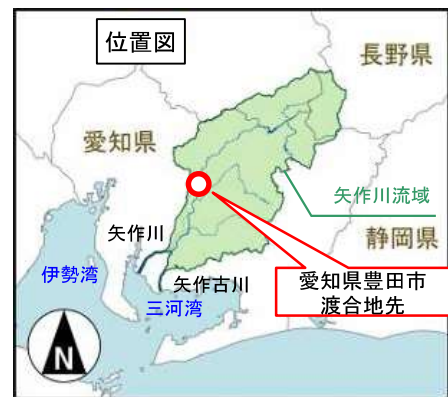 位置図
長野県
愛知県
矢作川流域
矢作川
静岡県
伊勢湾
矢作古川
三河湾
愛知県豊田市
渡合地先
N